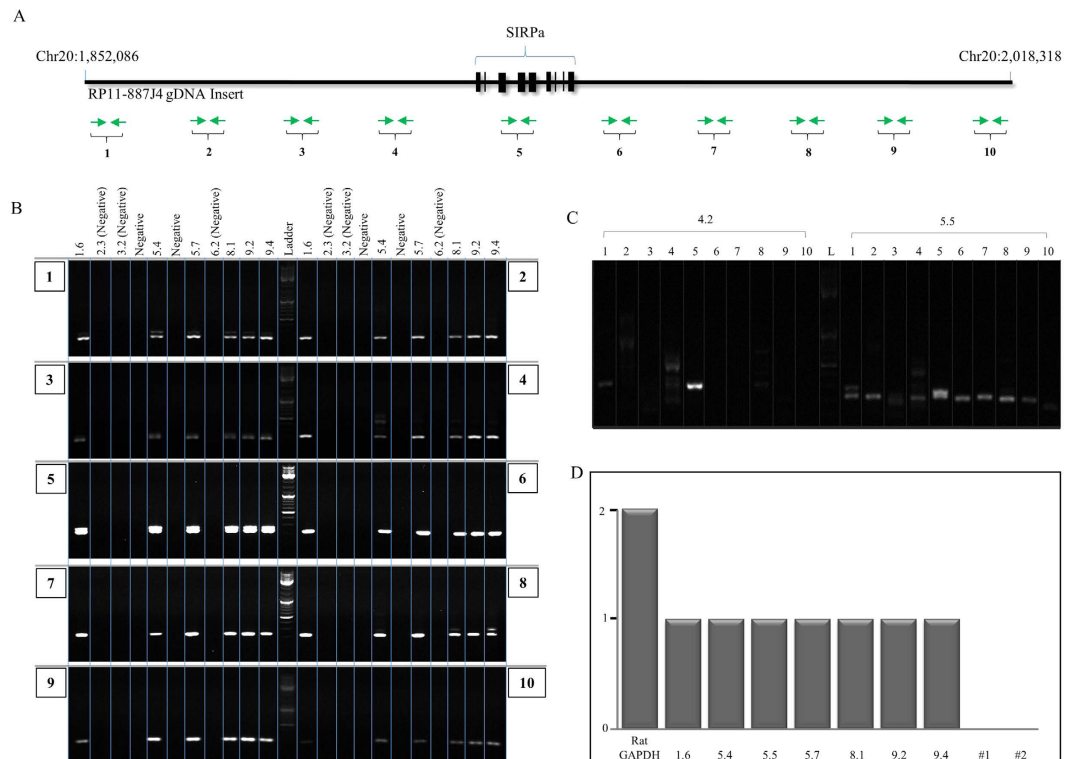 A
SIRPa
Chr20:1,852,086
Chr20:2,018,318
RP11-887J4 gDNA Insert
1 2 3 4 5 6 7 8 9 10
B
1.6 2.3 (Negative) 3.2 (Negative) Negative 5.4 Negative 5.7 6.2 (Negative) 8.1 9.2 9.4 Ladder 1.6 2.3 (Negative) 3.2 (Negative) Negative 5.4 Negative 5.7 6.2 (Negative) 8.1 9.2 9.4
1 2
3 4
5 6
7 8
9 10
C
4.2 5.5
1 2 3 4 5 6 7 8 9 10 L 1 2 3 4 5 6 7 8 9 10
D
2
1
0
Rat
GAPDH 1.6 5.4 5.5 5.7 8.1 9.2 9.4 #1 #2